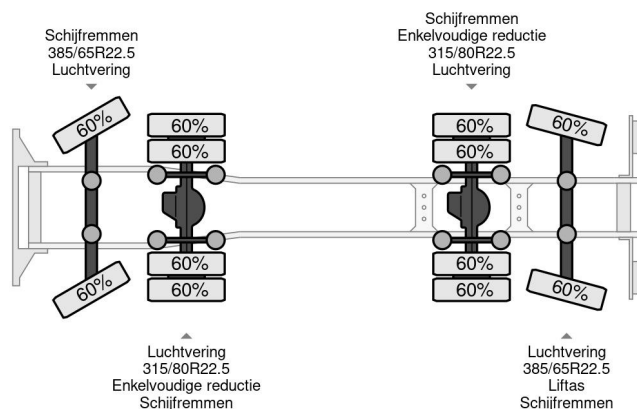 Schijfremmen
385/65R22.5
Luchtvering
Schijfremmen
Enkelvoudige reductie
315/80R22.5
Luchtvering
60%
60%
60%
60%
60%
60%
60%
60%
60%
60%
60%
60%
Luchtvering
315/80R22.5
Enkelvoudige reductie
Schijfremmen
Luchtvering
385/65R22.5
Liftas
Schijfremmen